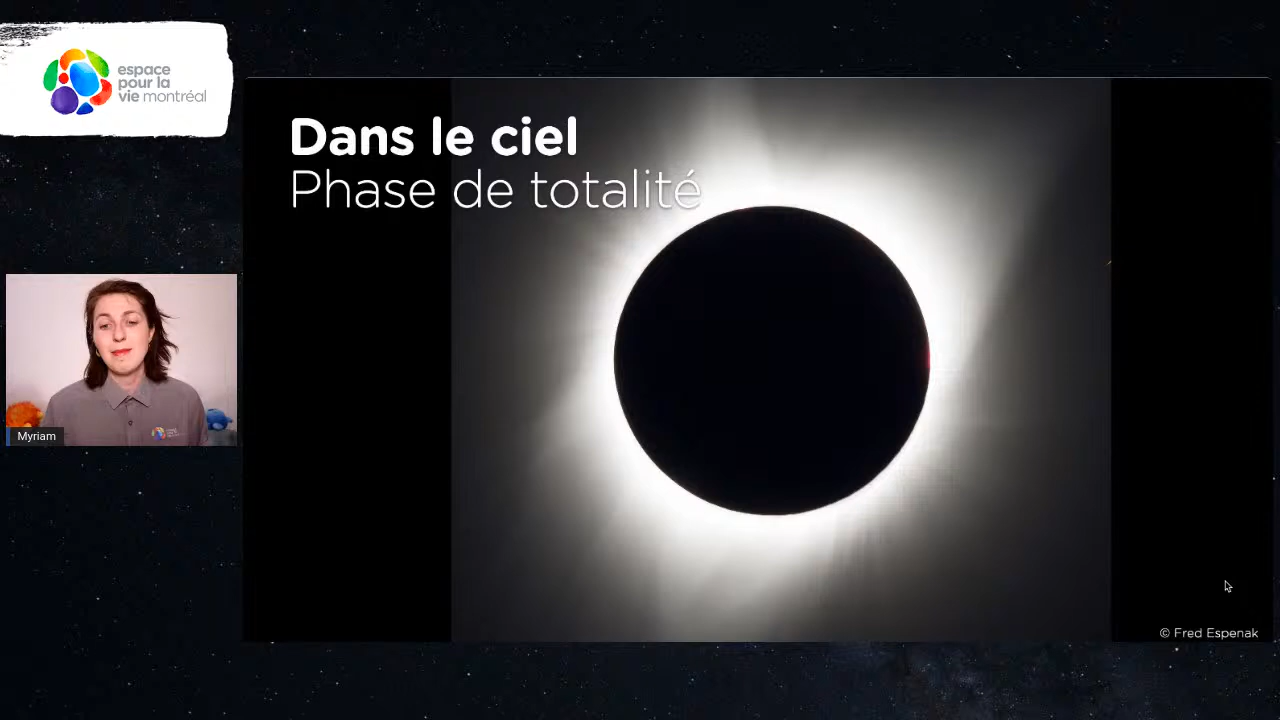 espace
pour la
vie montréal
Dans le ciel
Phase de totalité
Myriam
© Fred Espenak